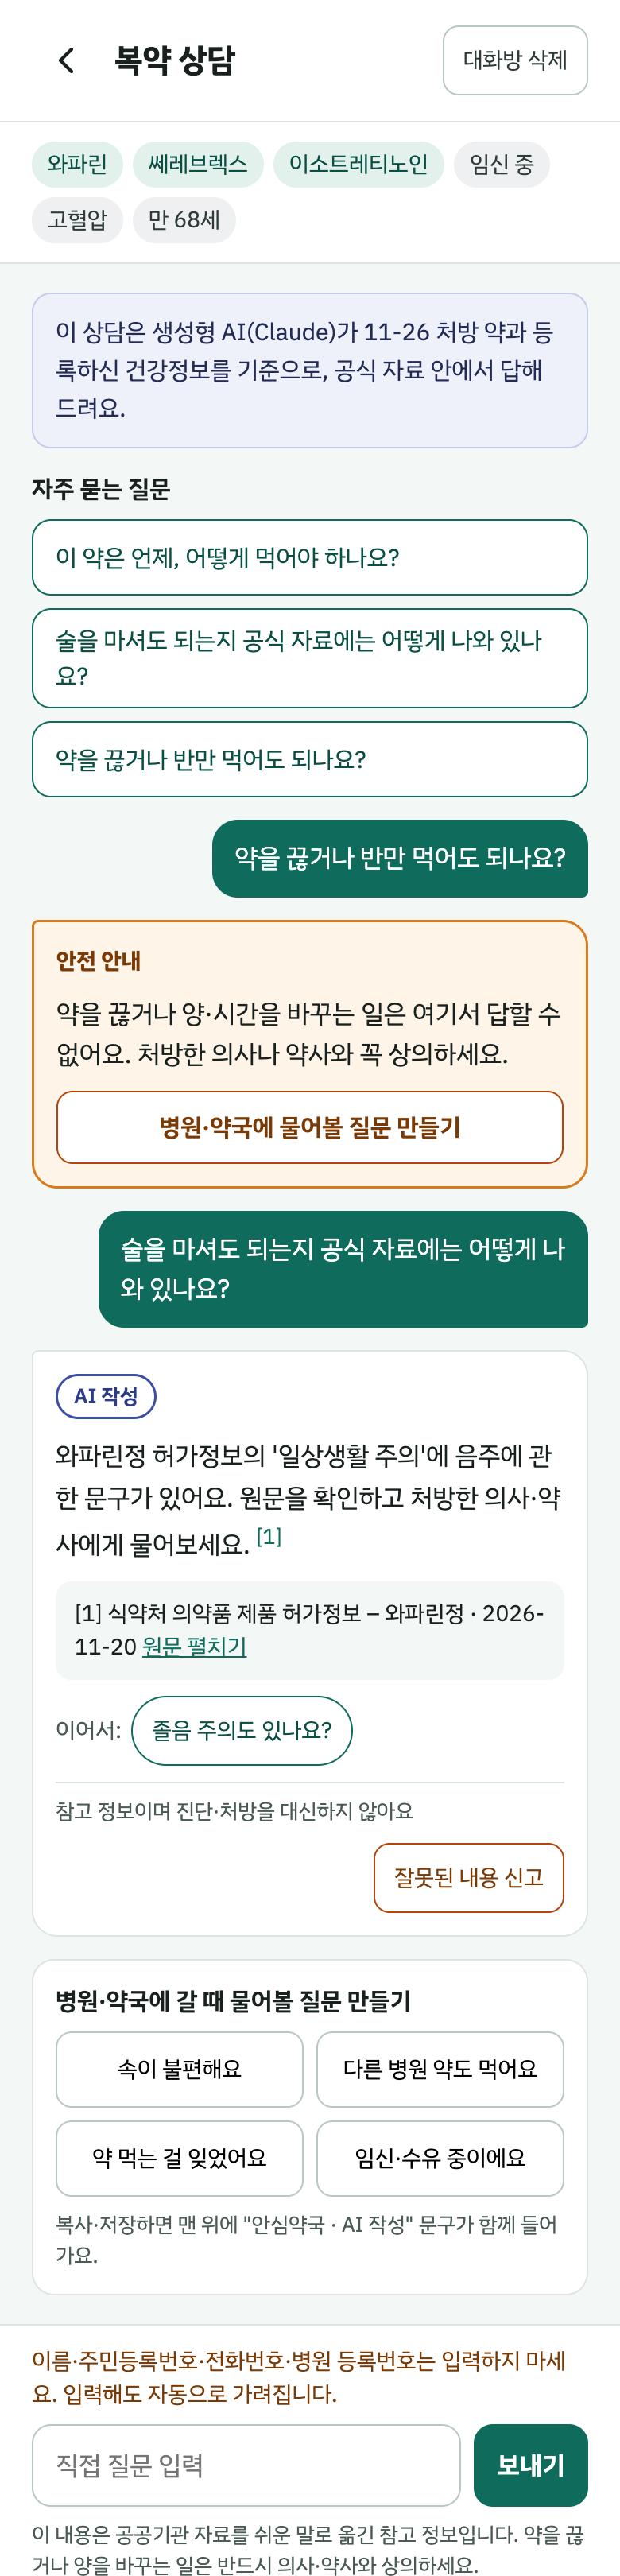 복약 상담
대화방 삭제
와파린
쎄레브렉스
이소트레티노인
임신 중
고혈압
만 68세
이 상담은 생성형 AI(Claude)가 11-26 처방 약과 등
록하신 건강정보를 기준으로, 공식 자료 안에서 답해
드려요.
자주 묻는 질문
이 약은 언제, 어떻게 먹어야 하나요?
술을 마셔도 되는지 공식 자료에는 어떻게 나와 있나
요?
약을 끊거나 반만 먹어도 되나요?
약을 끊거나 반만 먹어도 되나요?
안전 안내
약을 끊거나 양·시간을 바꾸는 일은 여기서 답할 수
없어요. 처방한 의사나 약사와 꼭 상의하세요.
병원·약국에 물어볼 질문 만들기
술을 마셔도 되는지 공식 자료에는 어떻게 나
와 있나요?
AI 작성
와파린정 허가정보의 '일상생활 주의'에 음주에 관
한 문구가 있어요. 원문을 확인하고 처방한 의사·약
사에게 물어보세요. [1]
[1] 식약처 의약품 제품 허가정보 – 와파린정 · 2026-
11-20 원문 펼치기
이어서: 졸음 주의도 있나요?
참고 정보이며 진단·처방을 대신하지 않아요
잘못된 내용 신고
병원·약국에 갈 때 물어볼 질문 만들기
속이 불편해요
다른 병원 약도 먹어요
약 먹는 걸 잊었어요
임신·수유 중이에요
복사·저장하면 맨 위에 "안심약국 · AI 작성" 문구가 함께 들어
가요.
이름·주민등록번호·전화번호·병원 등록번호는 입력하지 마세
요. 입력해도 자동으로 가려집니다.
직접 질문 입력
보내기
이 내용은 공공기관 자료를 쉬운 말로 옮긴 참고 정보입니다. 약을 끊
거나 양을 바꾸는 일은 반드시 의사·약사와 상의하세요.